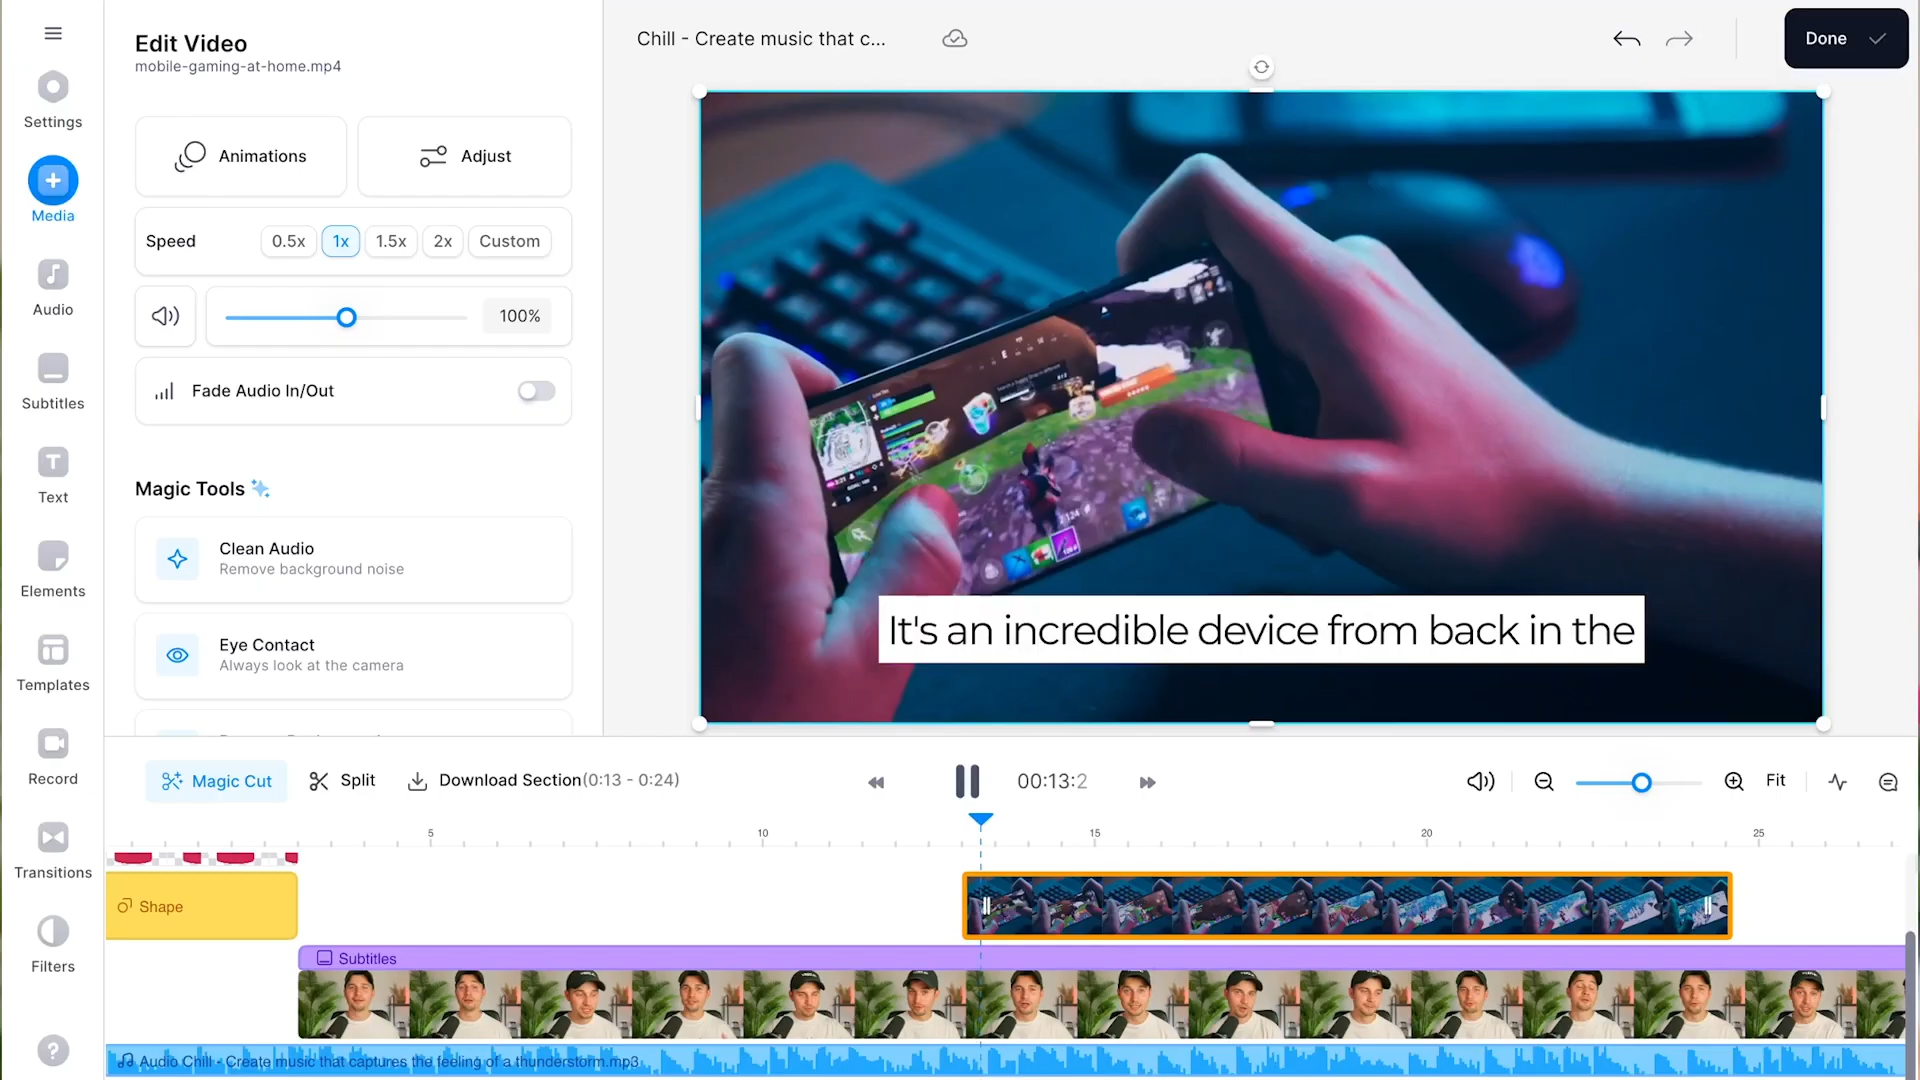 Settings
Media
Audio
Subtitles
Text
Elements
Templates
Record
Transitions
Filters
?
Edit Video
mobile-gaming-at-home.mp4
Animations
Adjust
Speed
0.5x
1x
1.5x
2x
Custom
100%
Fade Audio In/Out
Magic Tools
Clean Audio
Remove background noise
Eye Contact
Always look at the camera
Chill - Create music that c...
Done
It's an incredible device from back in the
Magic Cut
Split
Download Section(0:13 - 0:24)
00:13:2
Fit
5
10
15
20
25
Shape
Subtitles
Audio Chill - Create music that captures the feeling of a thunderstorm.mp3